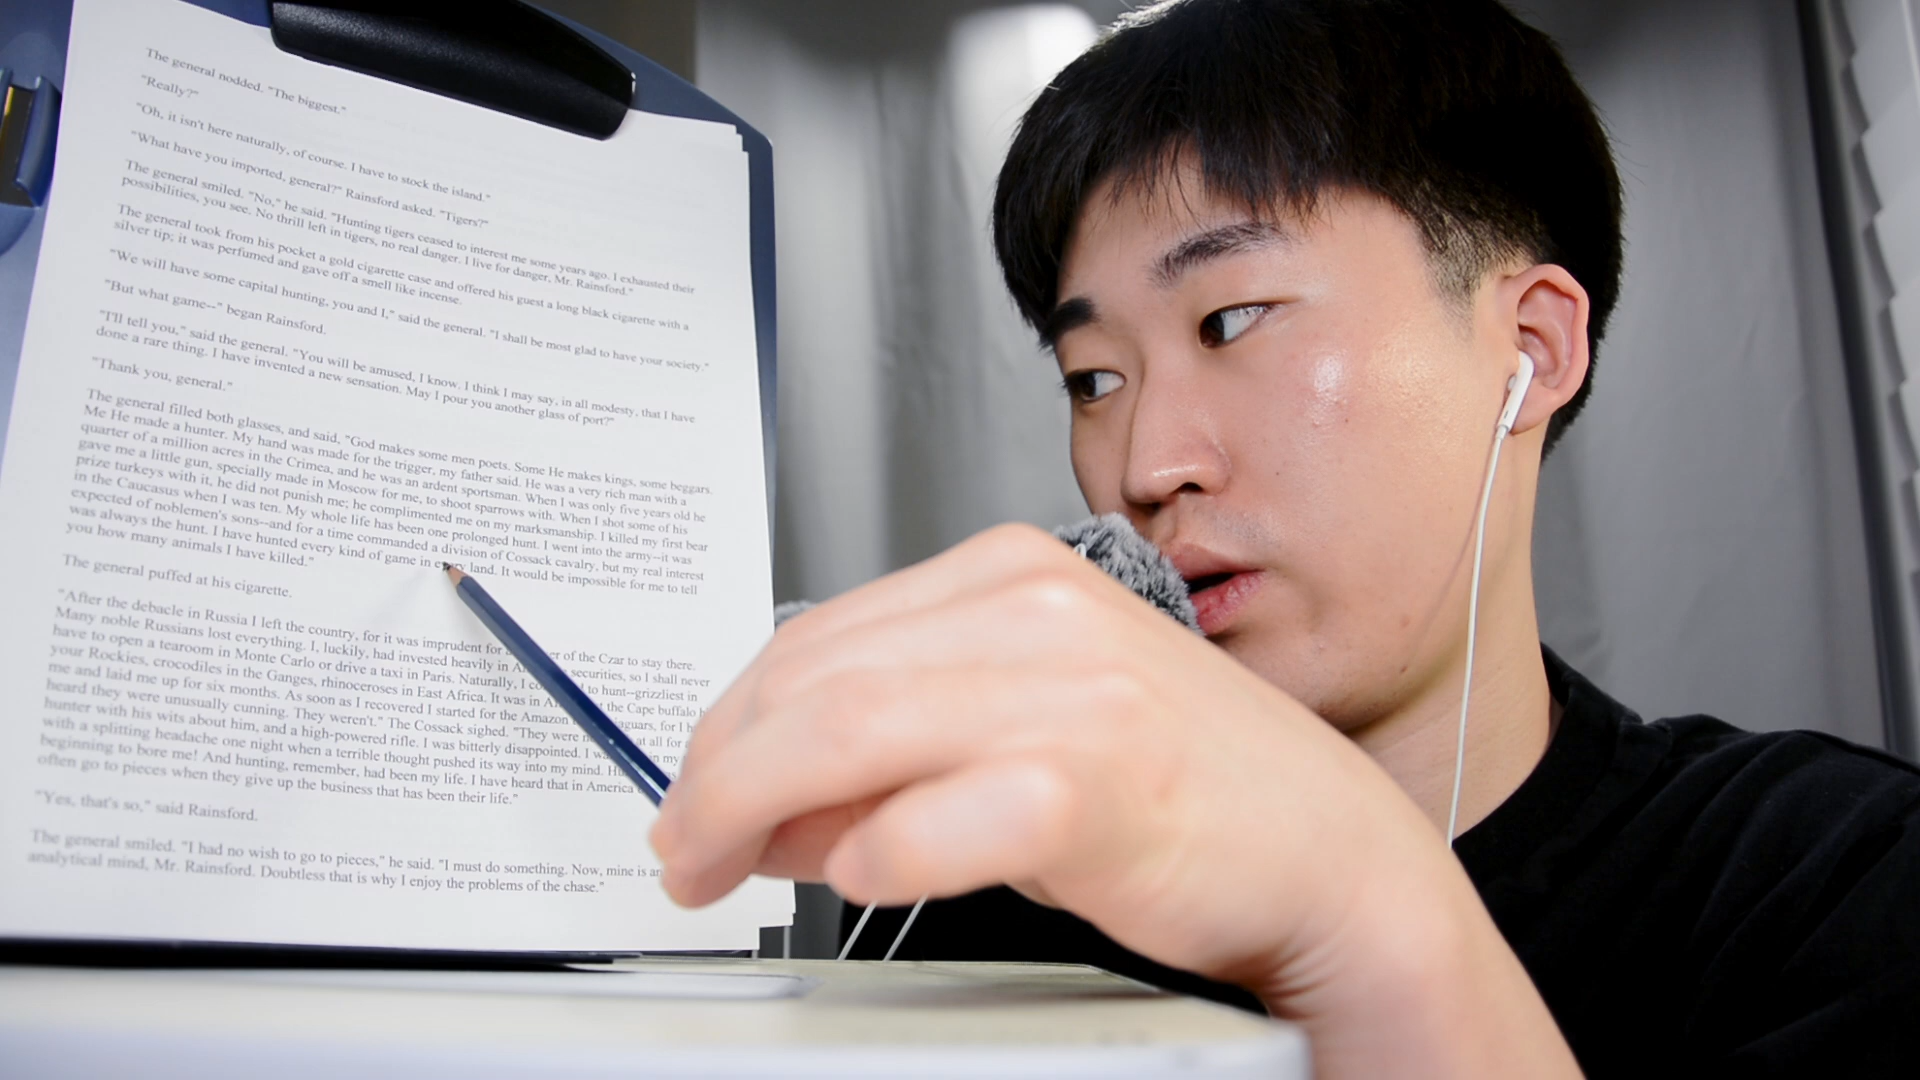 The general nodded. "The biggest."
"Really?"
"Oh, it isn't here naturally, of course. I have to stock the island."
"What have you imported, general?" Rainsford asked. "Tigers?"
The general smiled. "No," he said. "Hunting tigers ceased to interest me some years ago. I exhausted their
possibilities, you see. No thrill left in tigers, no real danger. I live for danger, Mr. Rainsford."
The general took from his pocket a gold cigarette case and offered his guest a long black cigarette with a
silver tip; it was perfumed and gave off a smell like incense.
"We will have some capital hunting, you and I," said the general. "I shall be most glad to have your society."
"But what game--" began Rainsford.
"I'll tell you," said the general. "You will be amused, I know. I think I may say, in all modesty, that I have
done a rare thing. I have invented a new sensation. May I pour you another glass of port?"
"Thank you, general."
The general filled both glasses, and said, "God makes some men poets. Some He makes kings, some beggars.
Me He made a hunter. My hand was made for the trigger, my father said. He was a very rich man with a
quarter of a million acres in the Crimea, and he was an ardent sportsman. When I was only five years old he
gave me a little gun, specially made in Moscow for me, to shoot sparrows with. When I shot some of his
prize turkeys with it, he did not punish me; he complimented me on my marksmanship. I killed my first bear
in the Caucasus when I was ten. My whole life has been one prolonged hunt. I went into the army--it was
expected of noblemen's sons--and for a time commanded a division of Cossack cavalry, but my real interest
was always the hunt. I have hunted every kind of game in every land. It would be impossible for me to tell
you how many animals I have killed."
The general puffed at his cigarette.
"After the debacle in Russia I left the country, for it was imprudent for er of the Czar to stay there.
Many noble Russians lost everything. I, luckily, had invested heavily in securities, so I shall never
have to open a tearoom in Monte Carlo or drive a taxi in Paris. Naturally, I to hunt--grizzliest in
your Rockies, crocodiles in the Ganges, rhinoceroses in East Africa. It was in the Cape buffalo
me and laid me up for six months. As soon as I recovered I started for the Amazon jaguars, for I
heard they were unusually cunning. They weren't." The Cossack sighed. "They were at all for
hunter with his wits about him, and a high-powered rifle. I was bitterly disappointed. I in my
with a splitting headache one night when a terrible thought pushed its way into my mind.
beginning to bore me! And hunting, remember, had been my life. I have heard that in America
often go to pieces when they give up the business that has been their life."
"Yes, that's so," said Rainsford.
The general smiled. "I had no wish to go to pieces," he said. "I must do something. Now, mine is an
analytical mind, Mr. Rainsford. Doubtless that is why I enjoy the problems of the chase."